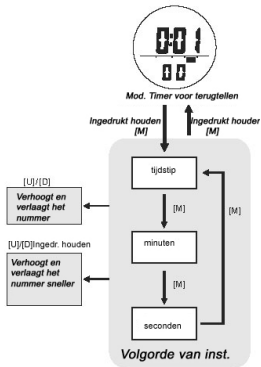 0:01
00
Mod. Timer voor terugtellen
Ingedrukt houden
[M]
Ingedrukt houder
[M]
tijdstip
[U]/[D]
Verhoogt en
verlaagt het
nummer
[M]
[M]
minuten
[U]/[D]Ingedr. houden
Verhoogt en
verlaagt het
nummer sneller
[M]
seconden
Volgorde van inst.